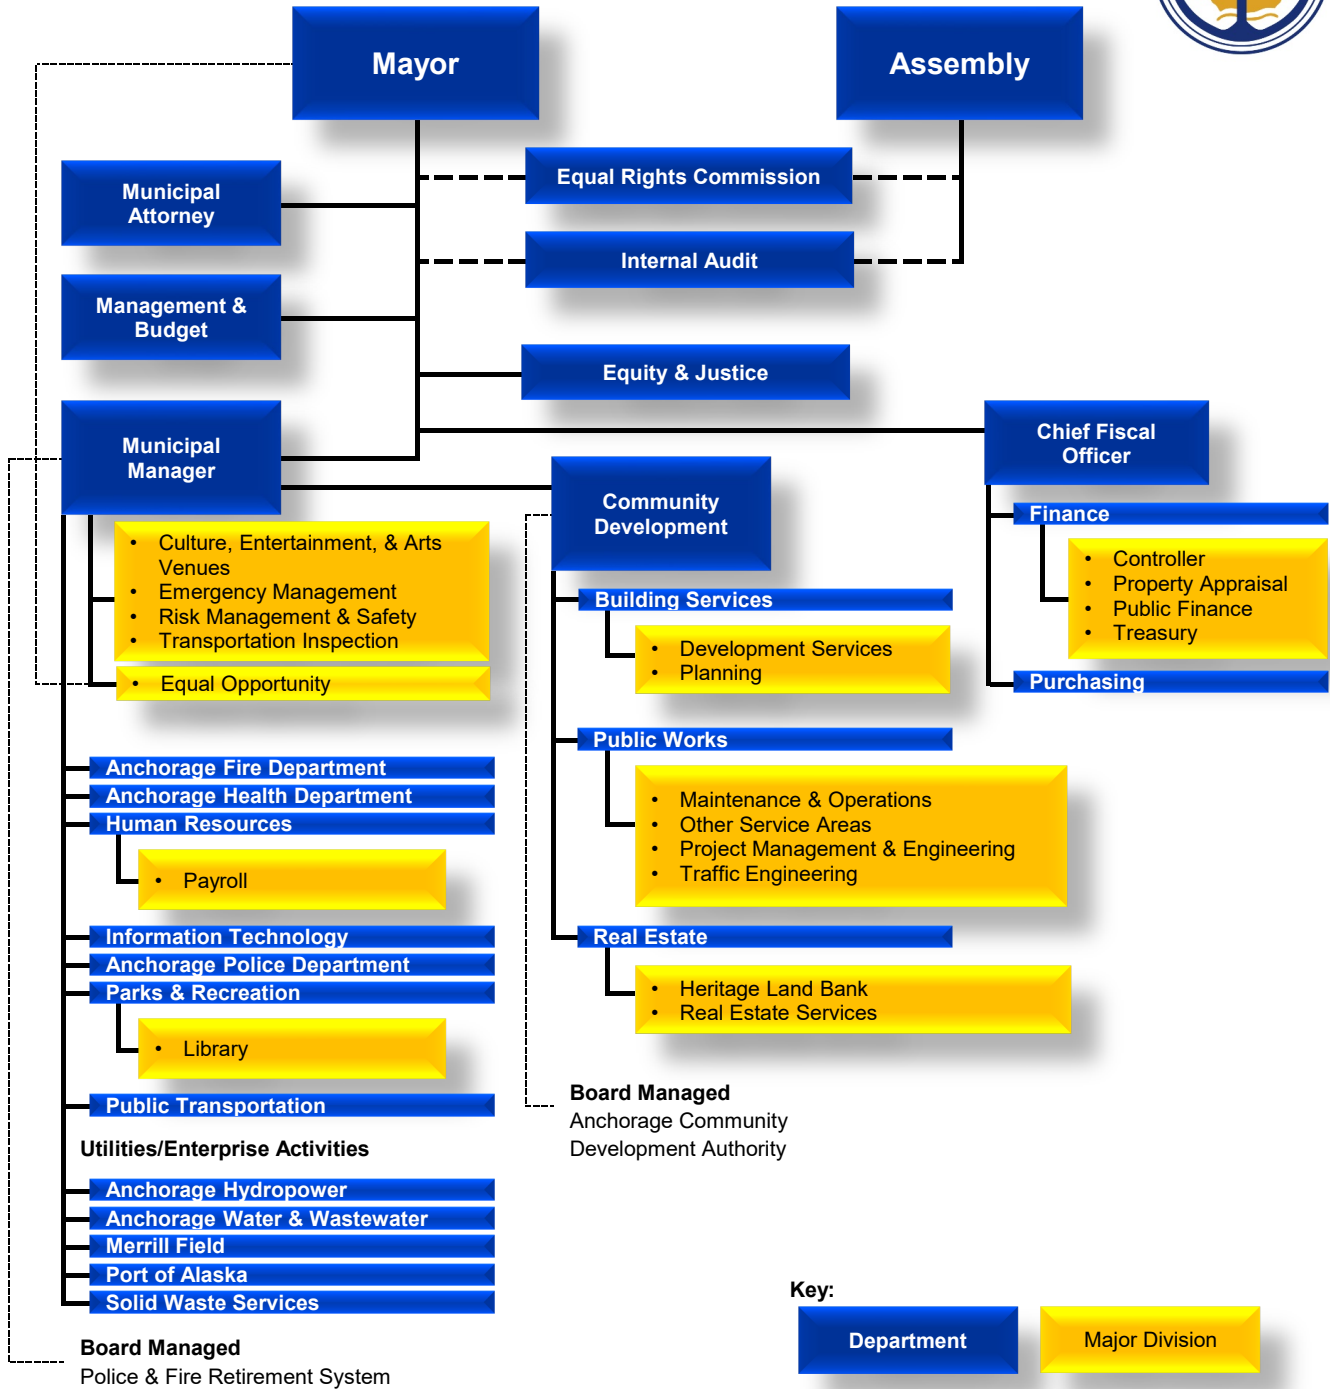 Mayor
Assembly
Equal Rights Commission
Municipal
Attorney
Internal Audit
Management &
Budget
Equity & Justice
Municipal
Manager
Chief Fiscal
Officer
Community
Development
• Culture, Entertainment, & Arts
Venues
• Emergency Management
• Risk Management & Safety
• Transportation Inspection
• Equal Opportunity
Anchorage Fire Department
Anchorage Health Department
Human Resources
• Payroll
Information Technology
Anchorage Police Department
Parks & Recreation
• Library
Public Transportation
Utilities/Enterprise Activities
Anchorage Hydropower
Anchorage Water & Wastewater
Merrill Field
Port of Alaska
Solid Waste Services
Board Managed
Police & Fire Retirement System
Building Services
• Development Services
• Planning
Public Works
• Maintenance & Operations
• Other Service Areas
• Project Management & Engineering
• Traffic Engineering
Real Estate
• Heritage Land Bank
• Real Estate Services
Board Managed
Anchorage Community
Development Authority
Finance
• Controller
• Property Appraisal
• Public Finance
• Treasury
Purchasing
Key:
Department
Major Division